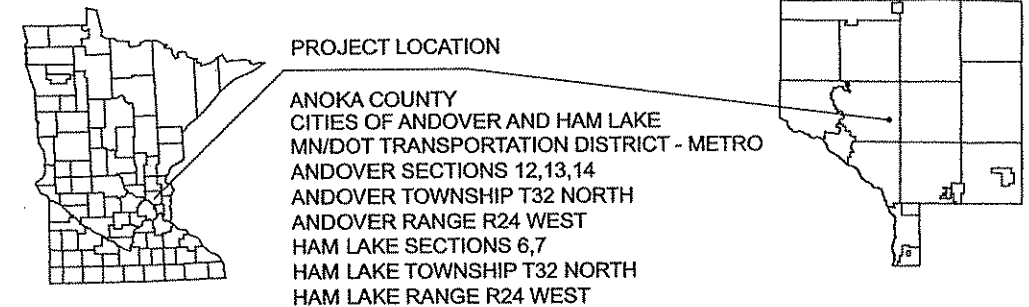 PROJECT LOCATION
ANOKA COUNTY
CITIES OF ANDOVER AND HAM LAKE
MN/DOT TRANSPORTATION DISTRICT - METRO
ANDOVER SECTIONS 12,13,14
ANDOVER TOWNSHIP T32 NORTH
ANDOVER RANGE R24 WEST
HAM LAKE SECTIONS 6,7
HAM LAKE TOWNSHIP T32 NORTH
HAM LAKE RANGE R24 WEST